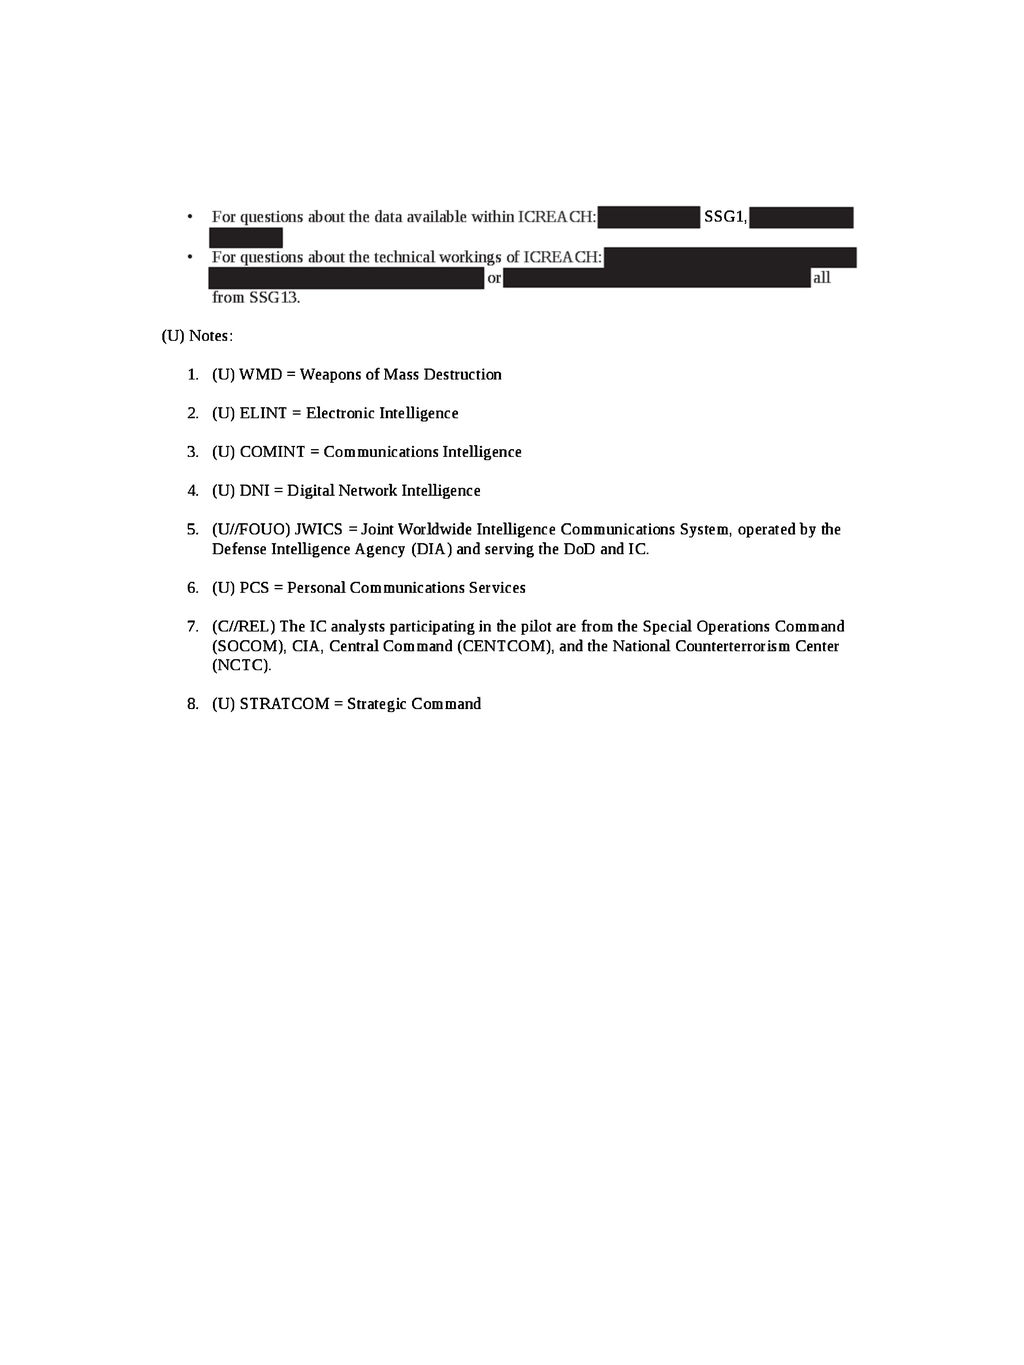 • For questions about the data available within ICREACH: SSG1,
• For questions about the technical workings of ICREACH:
or all
from SSG13.
(U) Notes:
1. (U) WMD = Weapons of Mass Destruction
2. (U) ELINT = Electronic Intelligence
3. (U) COMINT = Communications Intelligence
4. (U) DNI = Digital Network Intelligence
5. (U//FOUO) JWICS = Joint Worldwide Intelligence Communications System, operated by the
Defense Intelligence Agency (DIA) and serving the DoD and IC.
6. (U) PCS = Personal Communications Services
7. (C//REL) The IC analysts participating in the pilot are from the Special Operations Command
(SOCOM), CIA, Central Command (CENTCOM), and the National Counterterrorism Center
(NCTC).
8. (U) STRATCOM = Strategic Command